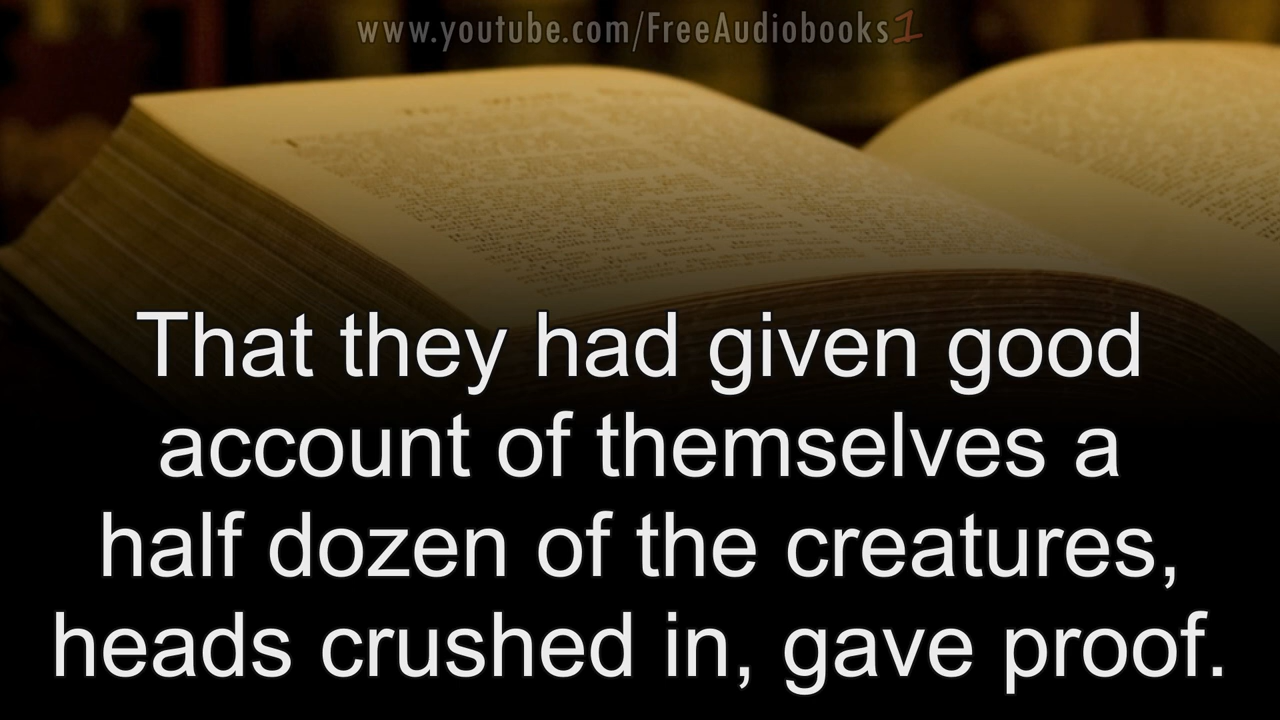 www.youtube.com/FreeAudiobooks1
That they had given good
account of themselves a
half dozen of the creatures,
heads crushed in, gave proof.